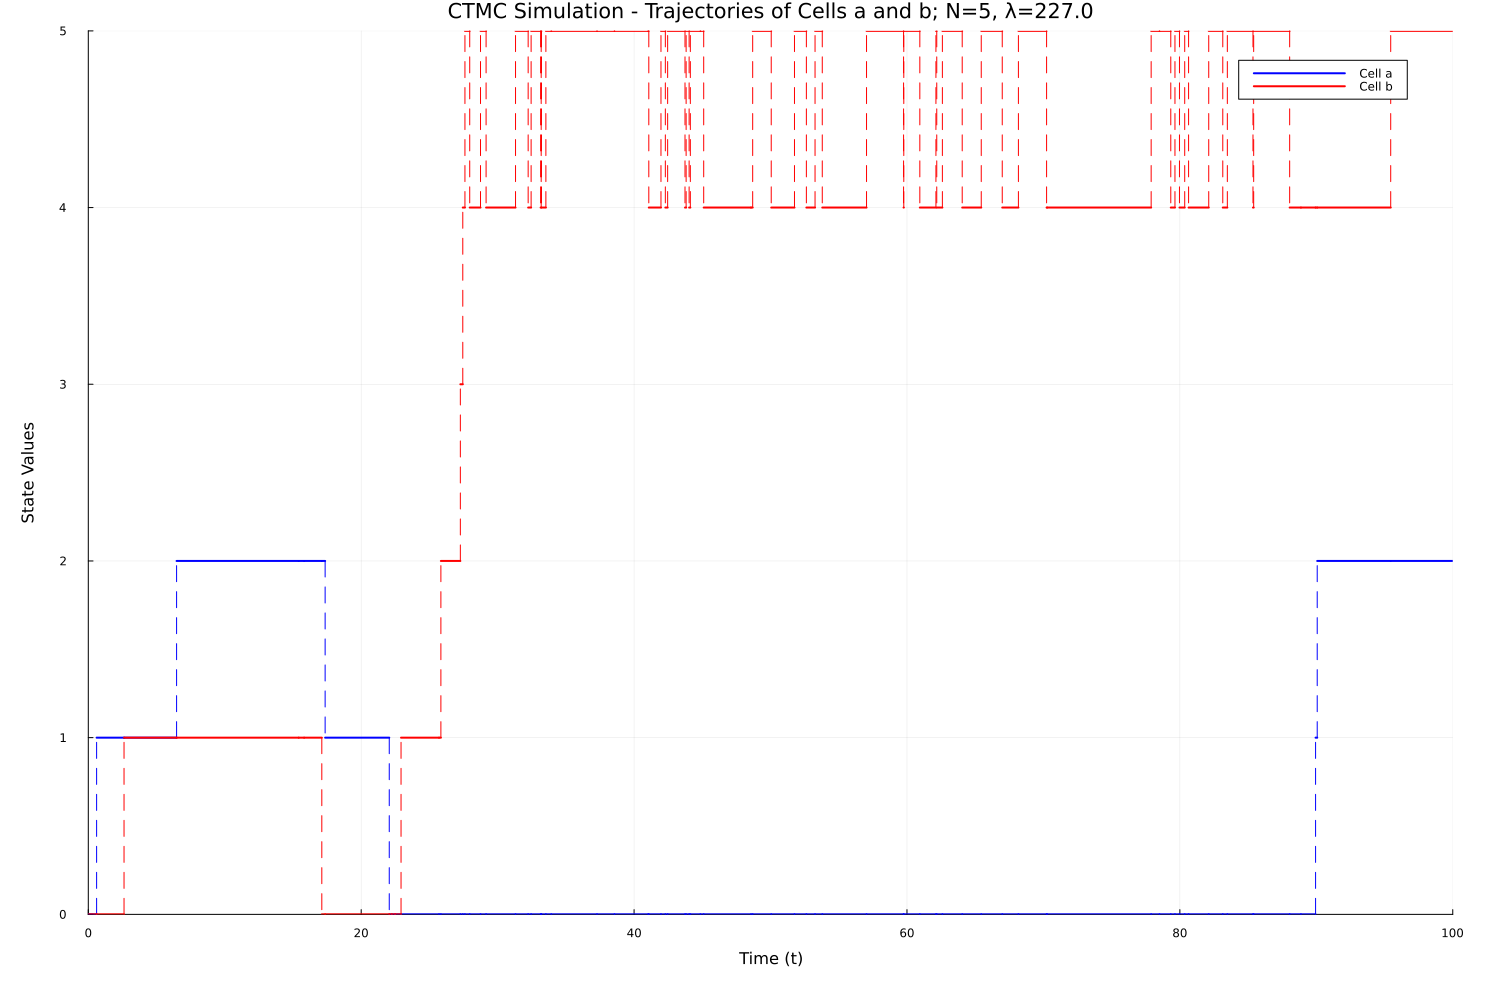 CTMC Simulation - Trajectories of Cells a and b; N=5, λ=227.0
5
Cell a
Cell b
4
3
State Values
2
1
0
0 20 40 60 80 100
Time (t)